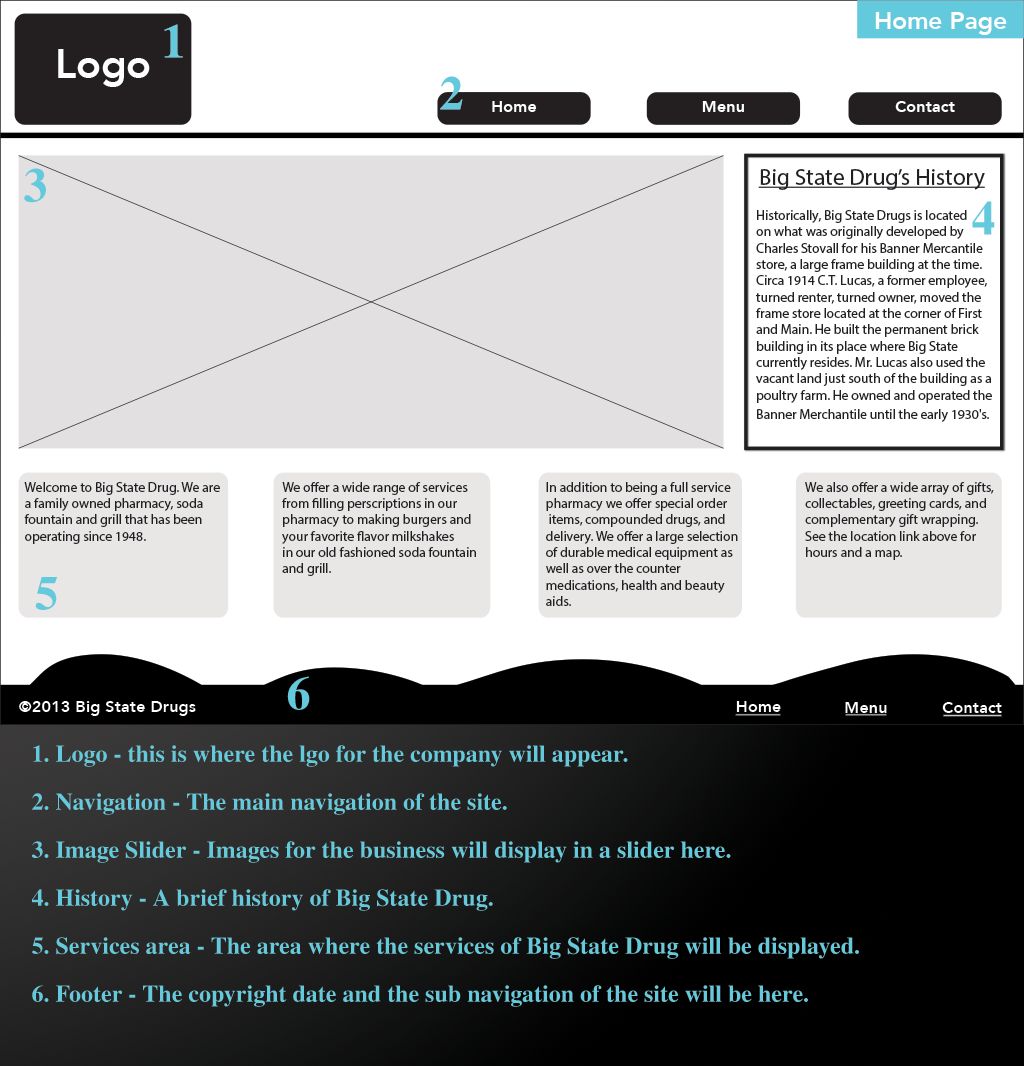 Home Page
Logo
1
2
Home
Menu
Contact
3
Big State Drug’s History
4
Historically, Big State Drugs is located
on what was originally developed by
Charles Stovall for his Banner Mercantile
store, a large frame building at the time.
Circa 1914 C.T. Lucas, a former employee,
turned renter, turned owner, moved the
frame store located at the corner of First
and Main. He built the permanent brick
building in its place where Big State
currently resides. Mr. Lucas also used the
vacant land just south of the building as a
poultry farm. He owned and operated the
Banner Merchantile until the early 1930's.
Welcome to Big State Drug. We are
a family owned pharmacy, soda
fountain and grill that has been
operating since 1948.
5
We offer a wide range of services
from filling perscriptions in our
pharmacy to making burgers and
your favorite flavor milkshakes
in our old fashioned soda fountain
and grill.
In addition to being a full service
pharmacy we offer special order
items, compounded drugs, and
delivery. We offer a large selection
of durable medical equipment as
well as over the counter
medications, health and beauty
aids.
We also offer a wide array of gifts,
collectables, greeting cards, and
complementary gift wrapping.
See the location link above for
hours and a map.
6
©2013 Big State Drugs
Home
Menu
Contact
1. Logo - this is where the lgo for the company will appear.
2. Navigation - The main navigation of the site.
3. Image Slider - Images for the business will display in a slider here.
4. History - A brief history of Big State Drug.
5. Services area - The area where the services of Big State Drug will be displayed.
6. Footer - The copyright date and the sub navigation of the site will be here.